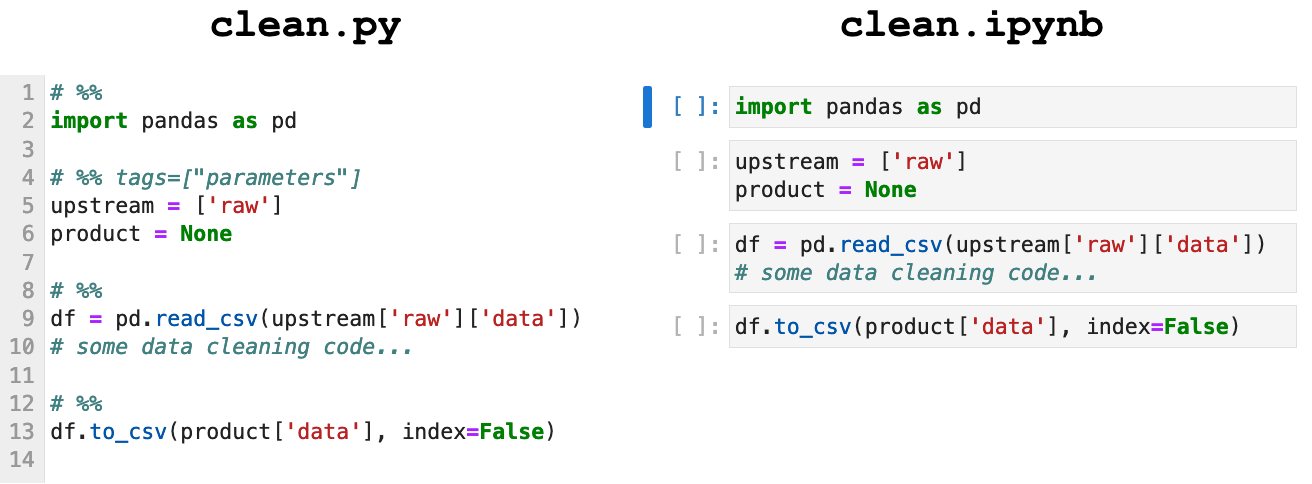 clean.py
1 # %%
2 import pandas as pd
3
4 # %% tags=["parameters"]
5 upstream = ['raw']
6 product = None
7
8 # %%
9 df = pd.read_csv(upstream['raw']['data'])
10 # some data cleaning code...
11
12 # %%
13 df.to_csv(product['data'], index=False)
14
clean.ipynb
[ ]: import pandas as pd
[ ]: upstream = ['raw']
product = None
[ ]: df = pd.read_csv(upstream['raw']['data'])
# some data cleaning code...
[ ]: df.to_csv(product['data'], index=False)